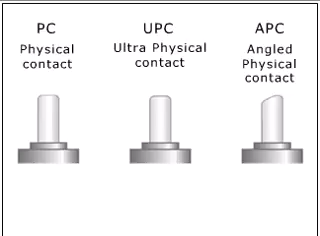 PC
Physical
contact
UPC
Ultra Physical
contact
APC
Angled
Physical
contact